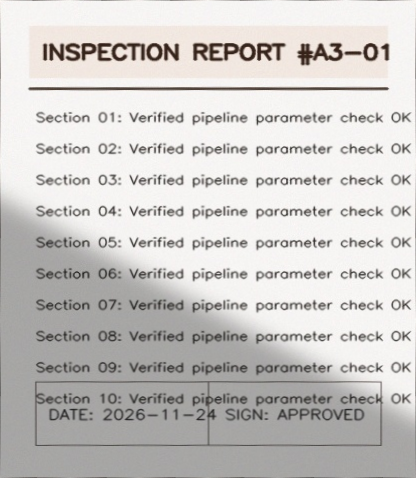 INSPECTION REPORT #A3-01
Section 01: Verified pipeline parameter check OK
Section 02: Verified pipeline parameter check OK
Section 03: Verified pipeline parameter check OK
Section 04: Verified pipeline parameter check OK
Section 05: Verified pipeline parameter check OK
Section 06: Verified pipeline parameter check OK
Section 07: Verified pipeline parameter check OK
Section 08: Verified pipeline parameter check OK
Section 09: Verified pipeline parameter check OK
Section 10: Verified pipeline parameter check OK
DATE: 2026-11-24 SIGN: APPROVED